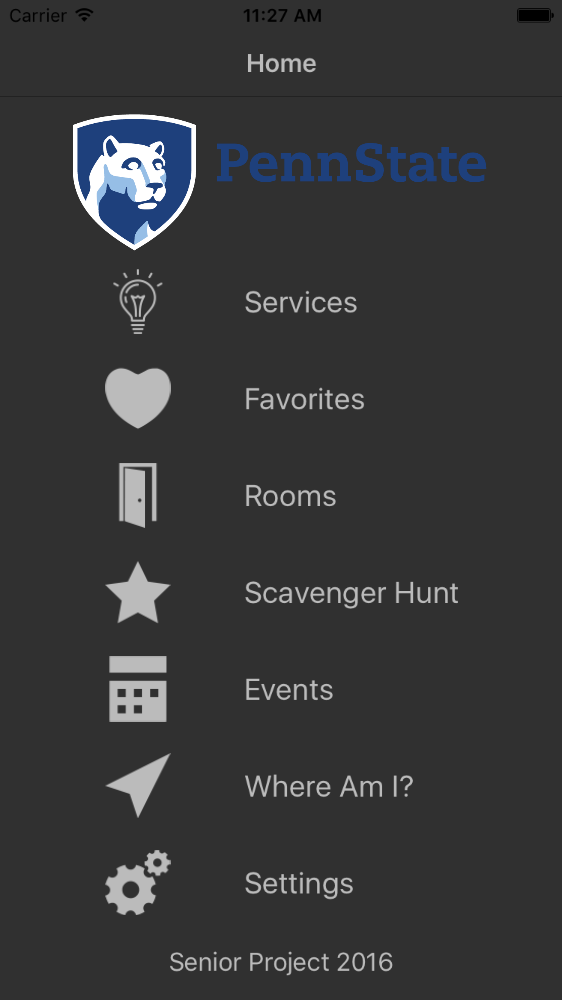 Carrier 11:27 AM
Home
PennState
Services
Favorites
Rooms
Scavenger Hunt
Events
Where Am I?
Settings
Senior Project 2016